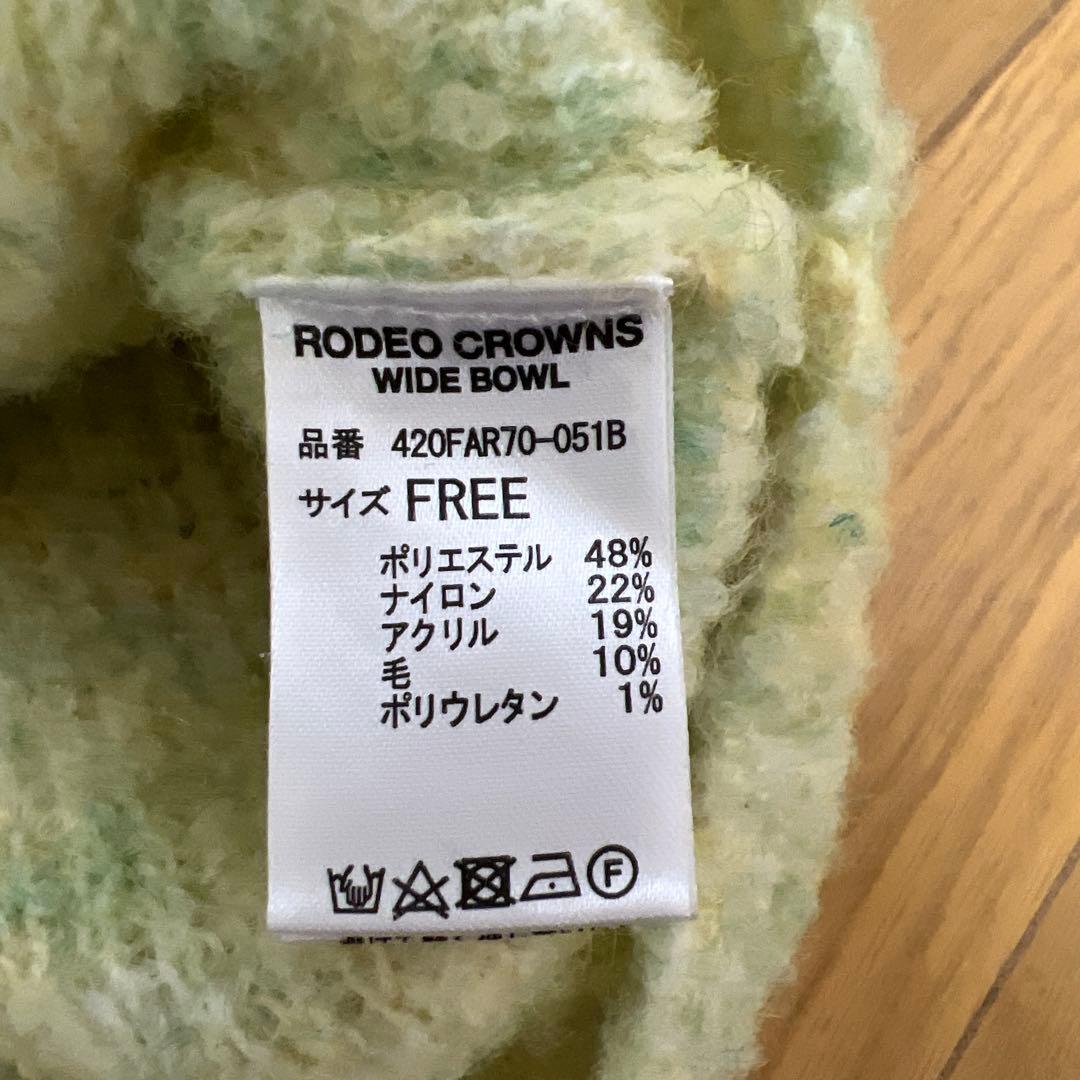 RODEO CROWNS
WIDE BOWL
品番 420FAR70-051B
サイズ FREE
ポリエステル 48%
ナイロン 22%
アクリル 19%
毛 10%
ポリウレタン 1%
F